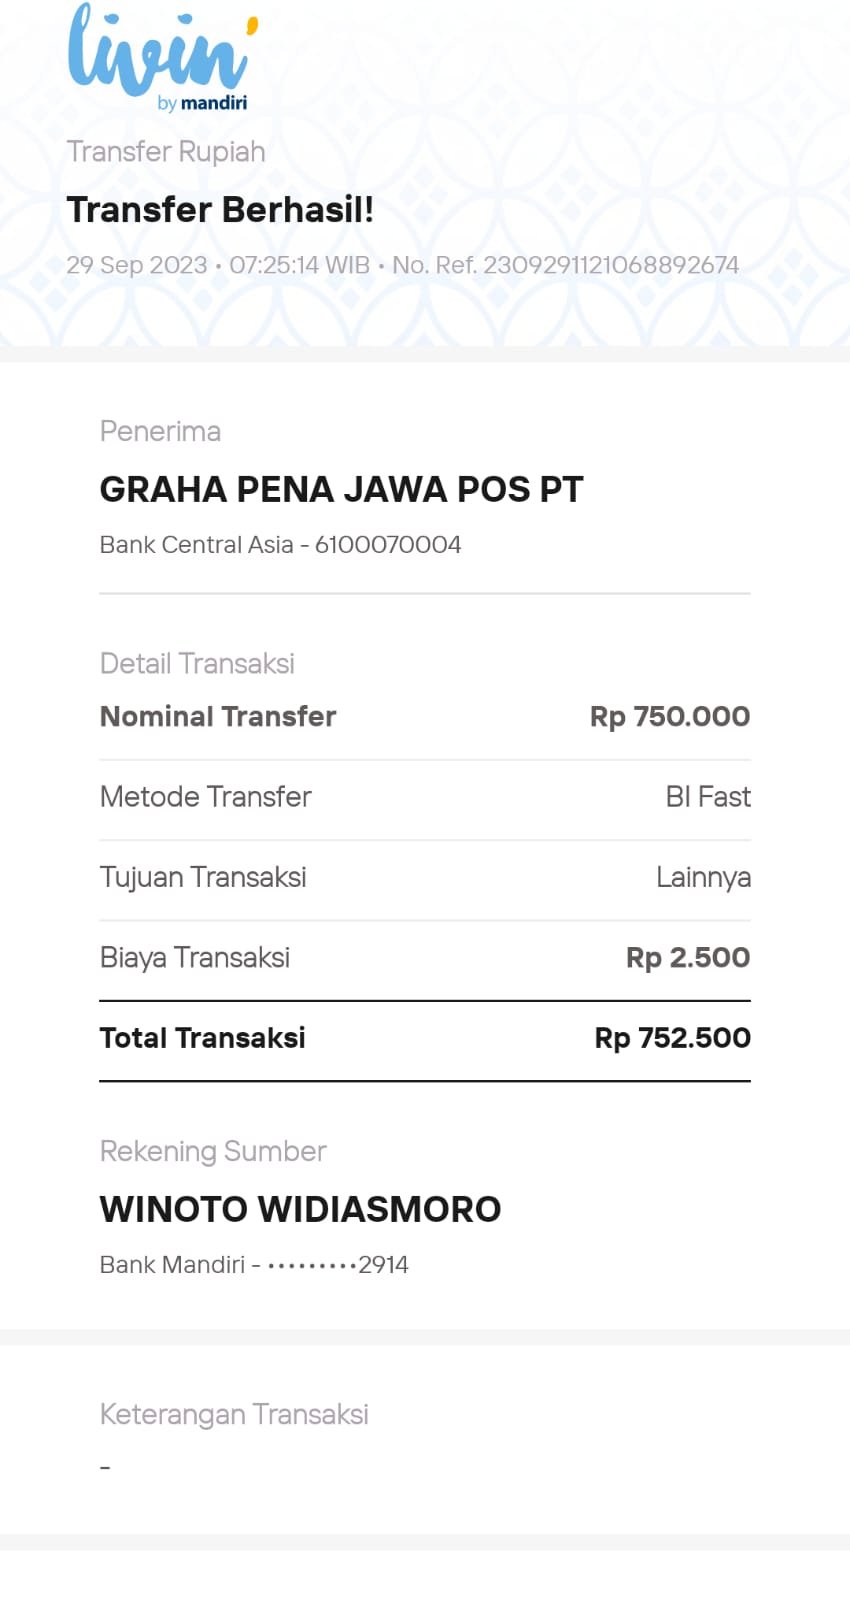 livin'
by mandiri
Transfer Rupiah
Transfer Berhasil!
29 Sep 2023 • 07:25:14 WIB • No. Ref. 2309291121068892674
Penerima
GRAHA PENA JAWA POS PT
Bank Central Asia - 6100070004
Detail Transaksi
Nominal Transfer Rp 750.000
Metode Transfer BI Fast
Tujuan Transaksi Lainnya
Biaya Transaksi Rp 2.500
Total Transaksi Rp 752.500
Rekening Sumber
WINOTO WIDIASMORO
Bank Mandiri - •••••••••2914
Keterangan Transaksi
-